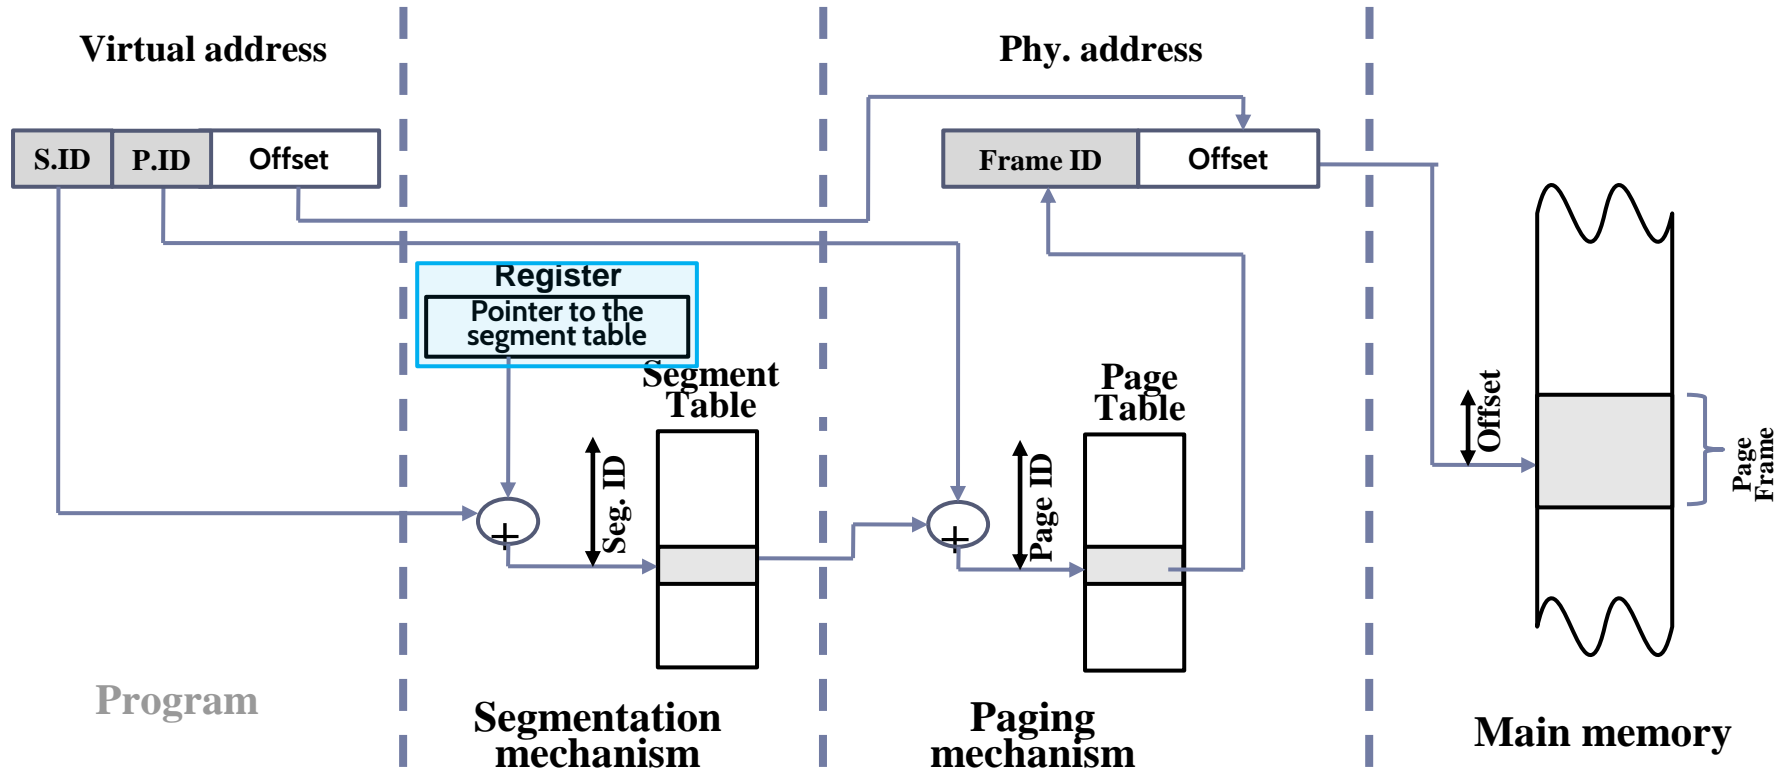 Virtual address
Phy. address
S.ID
P.ID
Offset
Frame ID
Offset
Register
Pointer to the
segment table
Segment
Table
Page
Table
Seg. ID
Page ID
Offset
Page
Frame
+
+
Program
Segmentation
mechanism
Paging
mechanism
Main memory